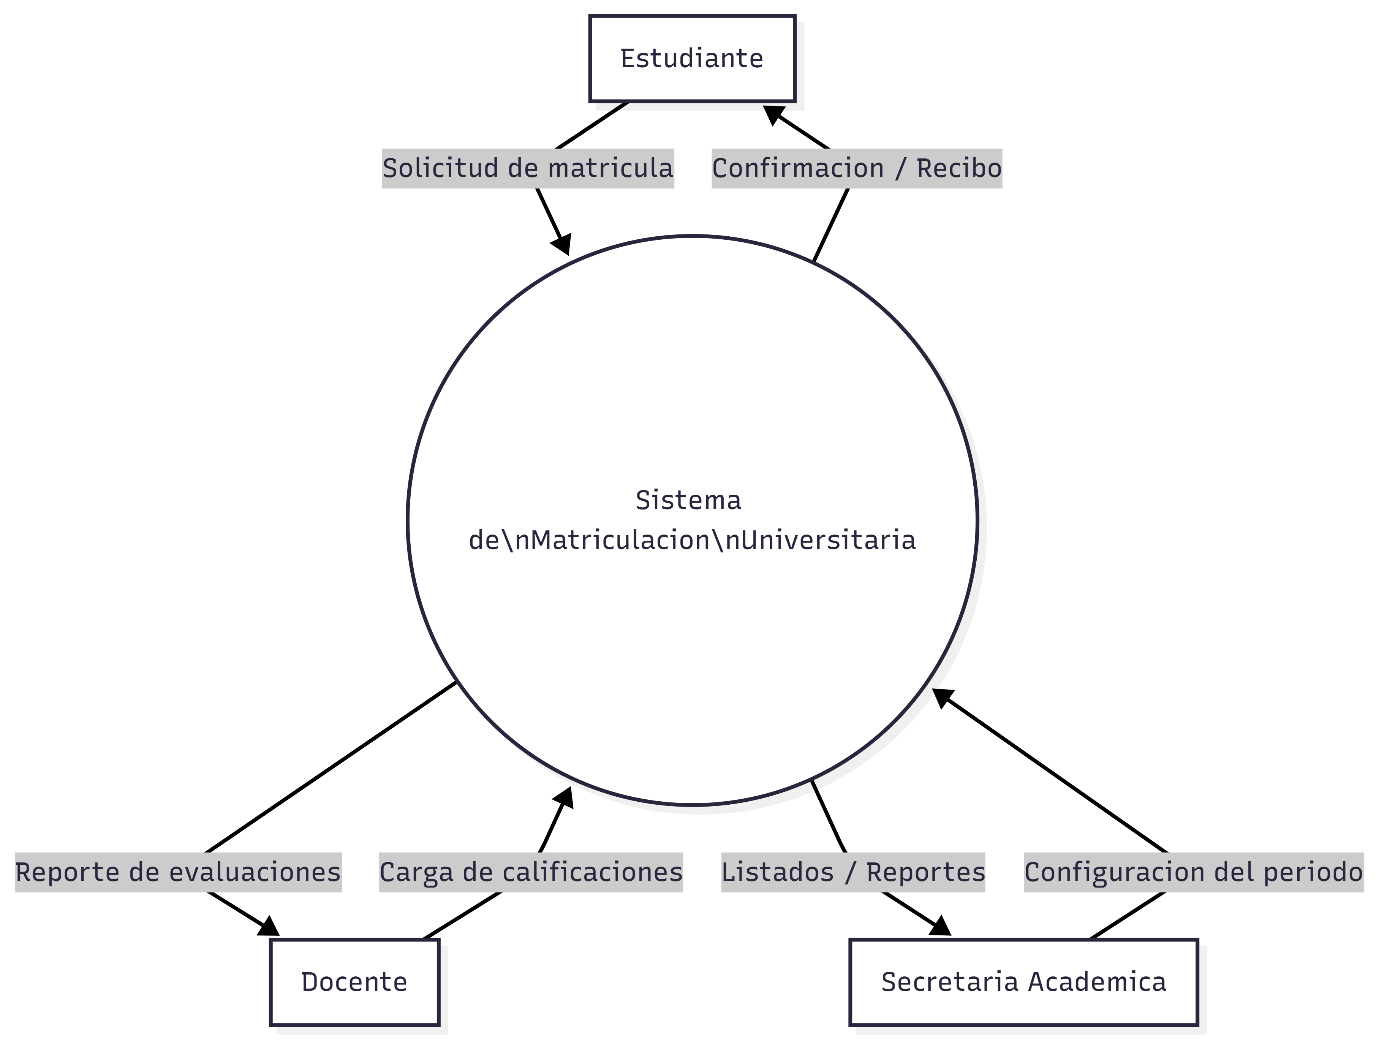 Estudiante
Solicitud de matricula
Confirmacion / Recibo
Sistema
de\nMatriculacion\nUniversitaria
Reporte de evaluaciones
Carga de calificaciones
Listados / Reportes
Configuracion del periodo
Docente
Secretaria Academica